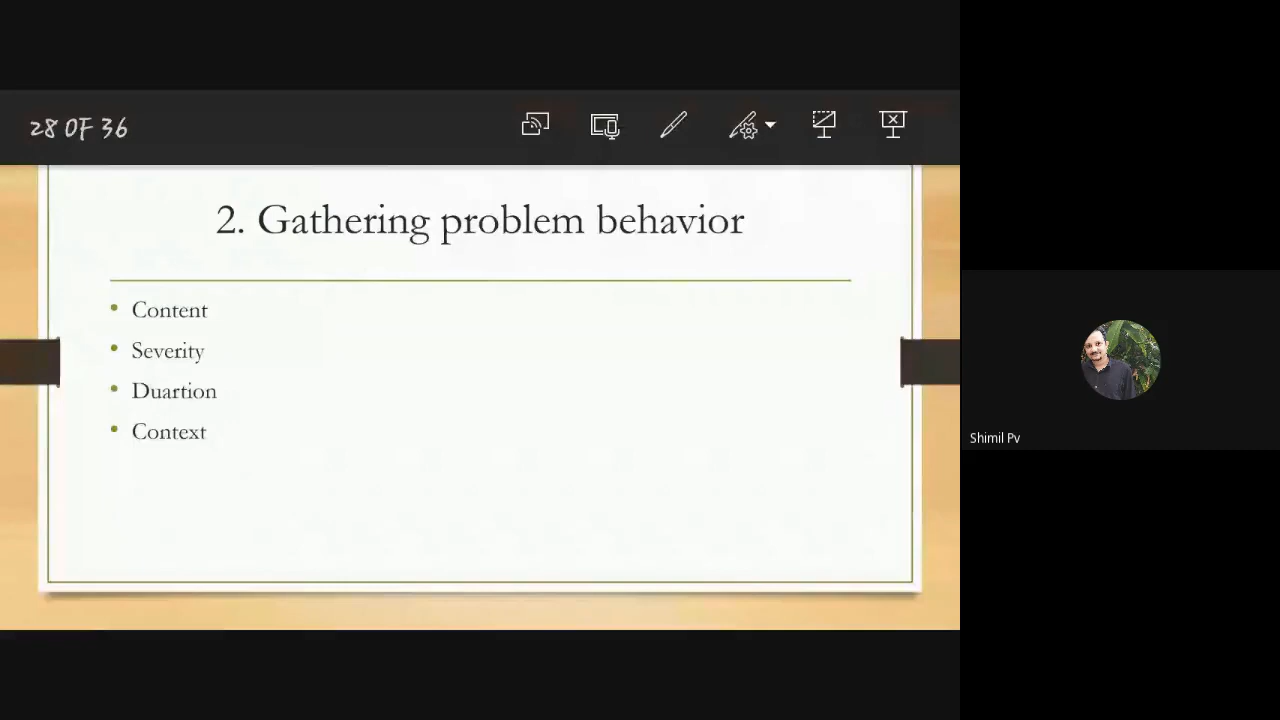 28 OF 36
2. Gathering problem behavior
• Content
• Severity
• Duartion
• Context
Shimil Pv